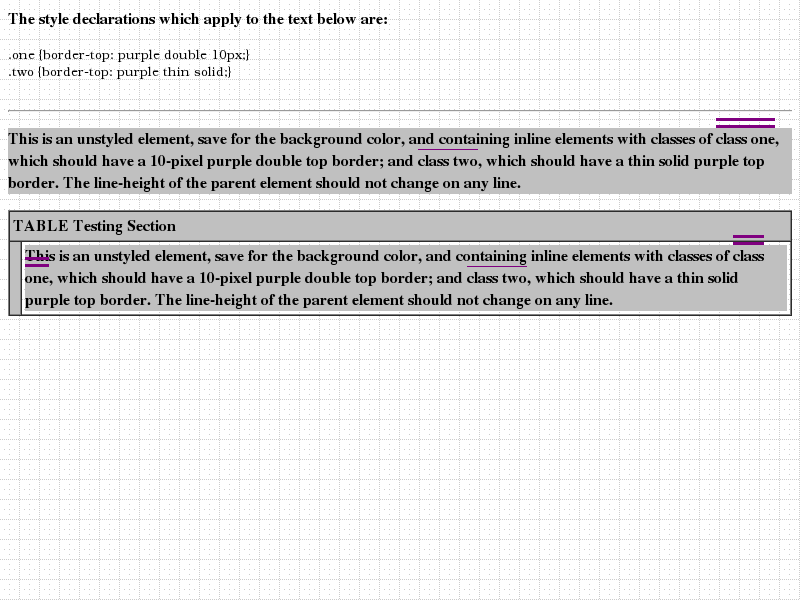 The style declarations which apply to the text below are:
.one {border-top: purple double 10px;}
.two {border-top: purple thin solid;}
This is an unstyled element, save for the background color, and containing inline elements with classes of class one,
which should have a 10-pixel purple double top border; and class two, which should have a thin solid purple top
border. The line-height of the parent element should not change on any line.
TABLE Testing Section
This is an unstyled element, save for the background color, and containing inline elements with classes of class
one, which should have a 10-pixel purple double top border; and class two, which should have a thin solid
purple top border. The line-height of the parent element should not change on any line.